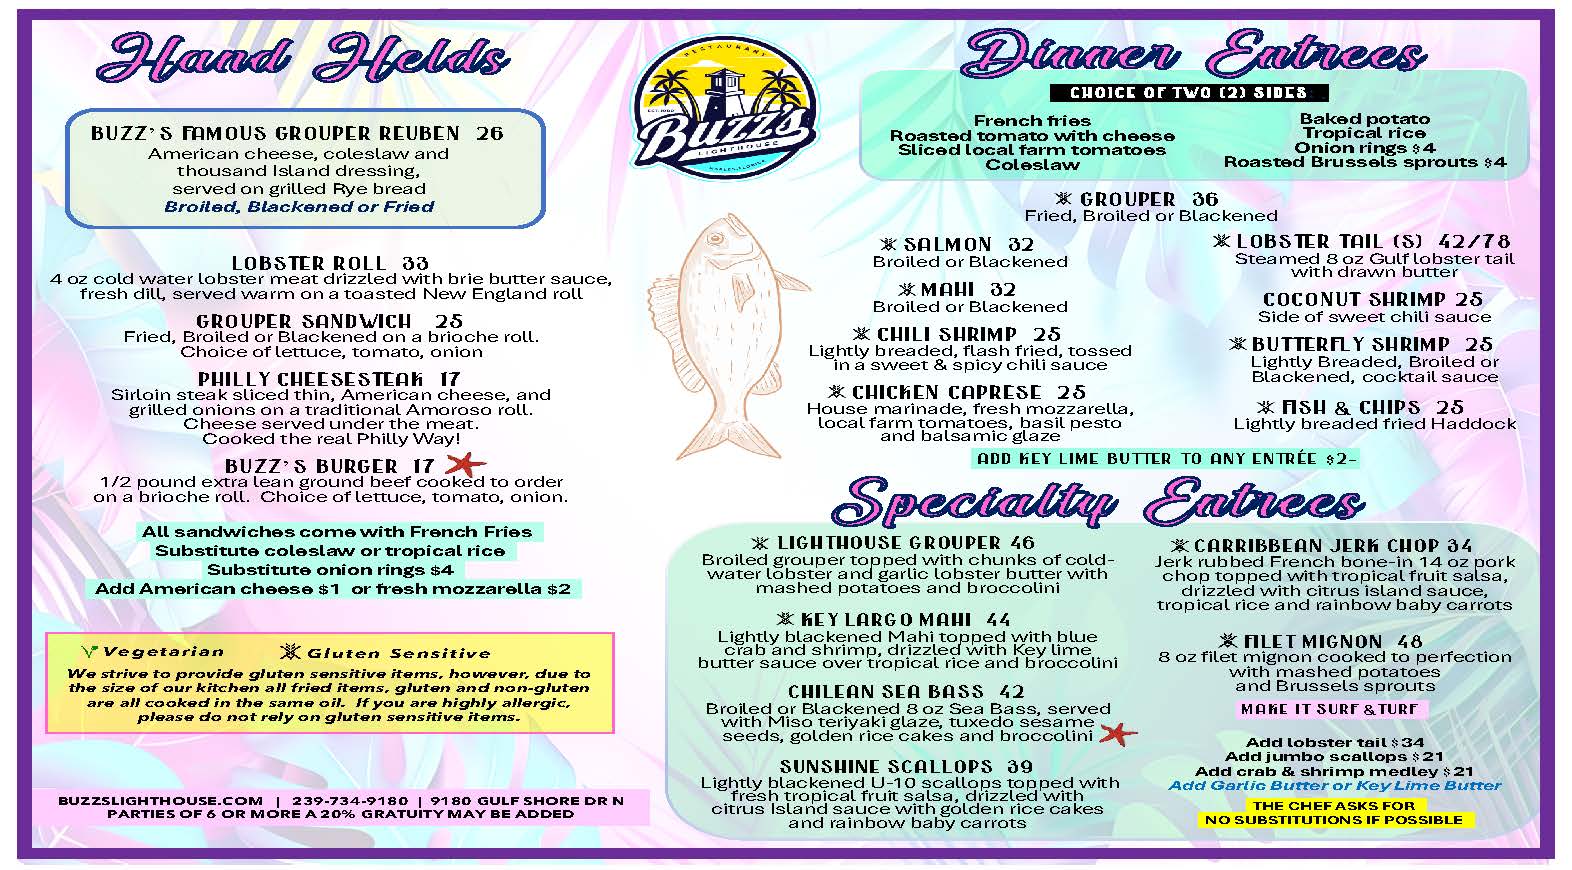 Hand Helds
BUZZ'S FAMOUS GROUPER REUBEN 26
American cheese, coleslaw and
thousand Island dressing,
served on grilled Rye bread
Broiled, Blackened or Fried
LOBSTER ROLL 33
4 oz cold water lobster meat drizzled with brie butter sauce,
fresh dill, served warm on a toasted New England roll
GROUPER SANDWICH 25
Fried, Broiled or Blackened on a brioche roll.
Choice of lettuce, tomato, onion
PHILLY CHEESESTEAK 17
Sirloin steak sliced thin, American cheese, and
grilled onions on a traditional Amoroso roll.
Cheese served under the meat.
Cooked the real Philly Way!
BUZZ'S BURGER 17
1/2 pound extra lean ground beef cooked to order
on a brioche roll. Choice of lettuce, tomato, onion.
All sandwiches come with French Fries
Substitute coleslaw or tropical rice
Substitute onion rings $4
Add American cheese $1 or fresh mozzarella $2
Vegetarian Gluten Sensitive
We strive to provide gluten sensitive items, however, due to
the size of our kitchen all fried items, gluten and non-gluten
are all cooked in the same oil. If you are highly allergic,
please do not rely on gluten sensitive items.
BUZZSLIGHTHOUSE.COM | 239-734-9180 | 9180 GULF SHORE DR N
PARTIES OF 6 OR MORE A 20% GRATUITY MAY BE ADDED
RESTAURANT
Buzz's
LIGHTHOUSE
NAPLES, FLORIDA
Dinner Entrees
CHOICE OF TWO (2) SIDES
French fries
Roasted tomato with cheese
Sliced local farm tomatoes
Coleslaw
Baked potato
Tropical rice
Onion rings $4
Roasted Brussels sprouts $4
GROUPER 36
Fried, Broiled or Blackened
SALMON 32
Broiled or Blackened
MAHI 32
Broiled or Blackened
CHILI SHRIMP 25
Lightly breaded, flash fried, tossed
in a sweet & spicy chili sauce
CHICKEN CAPRESE 25
House marinade, fresh mozzarella,
local farm tomatoes, basil pesto
and balsamic glaze
LOBSTER TAIL (S) 42/78
Steamed 8 oz Gulf lobster tail
with drawn butter
COCONUT SHRIMP 25
Side of sweet chili sauce
BUTTERFLY SHRIMP 25
Lightly Breaded, Broiled or
Blackened, cocktail sauce
FISH & CHIPS 25
Lightly breaded fried Haddock
ADD KEY LIME BUTTER TO ANY ENTRÉE $2-
Specialty Entrees
LIGHTHOUSE GROUPER 46
Broiled grouper topped with chunks of cold-
water lobster and garlic lobster butter with
mashed potatoes and broccolini
KEY LARGO MAHI 44
Lightly blackened Mahi topped with blue
crab and shrimp, drizzled with Key lime
butter sauce over tropical rice and broccolini
CHILEAN SEA BASS 42
Broiled or Blackened 8 oz Sea Bass, served
with Miso teriyaki glaze, tuxedo sesame
seeds, golden rice cakes and broccolini
SUNSHINE SCALLOPS 39
Lightly blackened U-10 scallops topped with
fresh tropical fruit salsa, drizzled with
citrus Island sauce with golden rice cakes
and rainbow baby carrots
CARRIBBEAN JERK CHOP 34
Jerk rubbed French bone-in 14 oz pork
chop topped with tropical fruit salsa,
drizzled with citrus island sauce,
tropical rice and rainbow baby carrots
FILET MIGNON 48
8 oz filet mignon cooked to perfection
with mashed potatoes
and Brussels sprouts
MAKE IT SURF & TURF
Add lobster tail $34
Add jumbo scallops $21
Add crab & shrimp medley $21
Add Garlic Butter or Key Lime Butter
THE CHEF ASKS FOR
NO SUBSTITUTIONS IF POSSIBLE